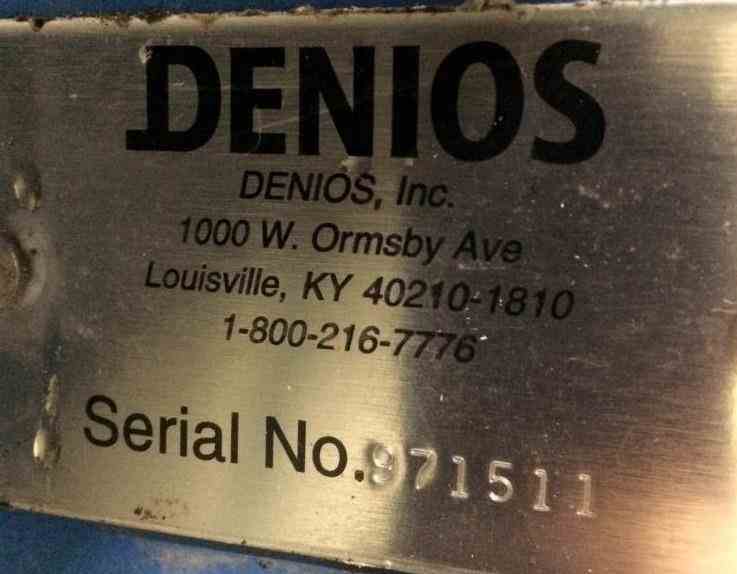 DENIOS
DENIOS, Inc.
1000 W. Ormsby Ave
Louisville, KY 40210-1810
1-800-216-7776
Serial No. 971511